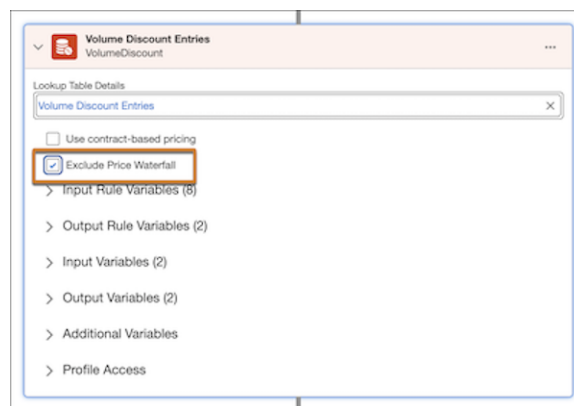 Volume Discount Entries
VolumeDiscount
Lookup Table Details
Volume Discount Entries
Use contract-based pricing
Exclude Price Waterfall
Input Rule Variables (8)
Output Rule Variables (2)
Input Variables (2)
Output Variables (2)
Additional Variables
Profile Access